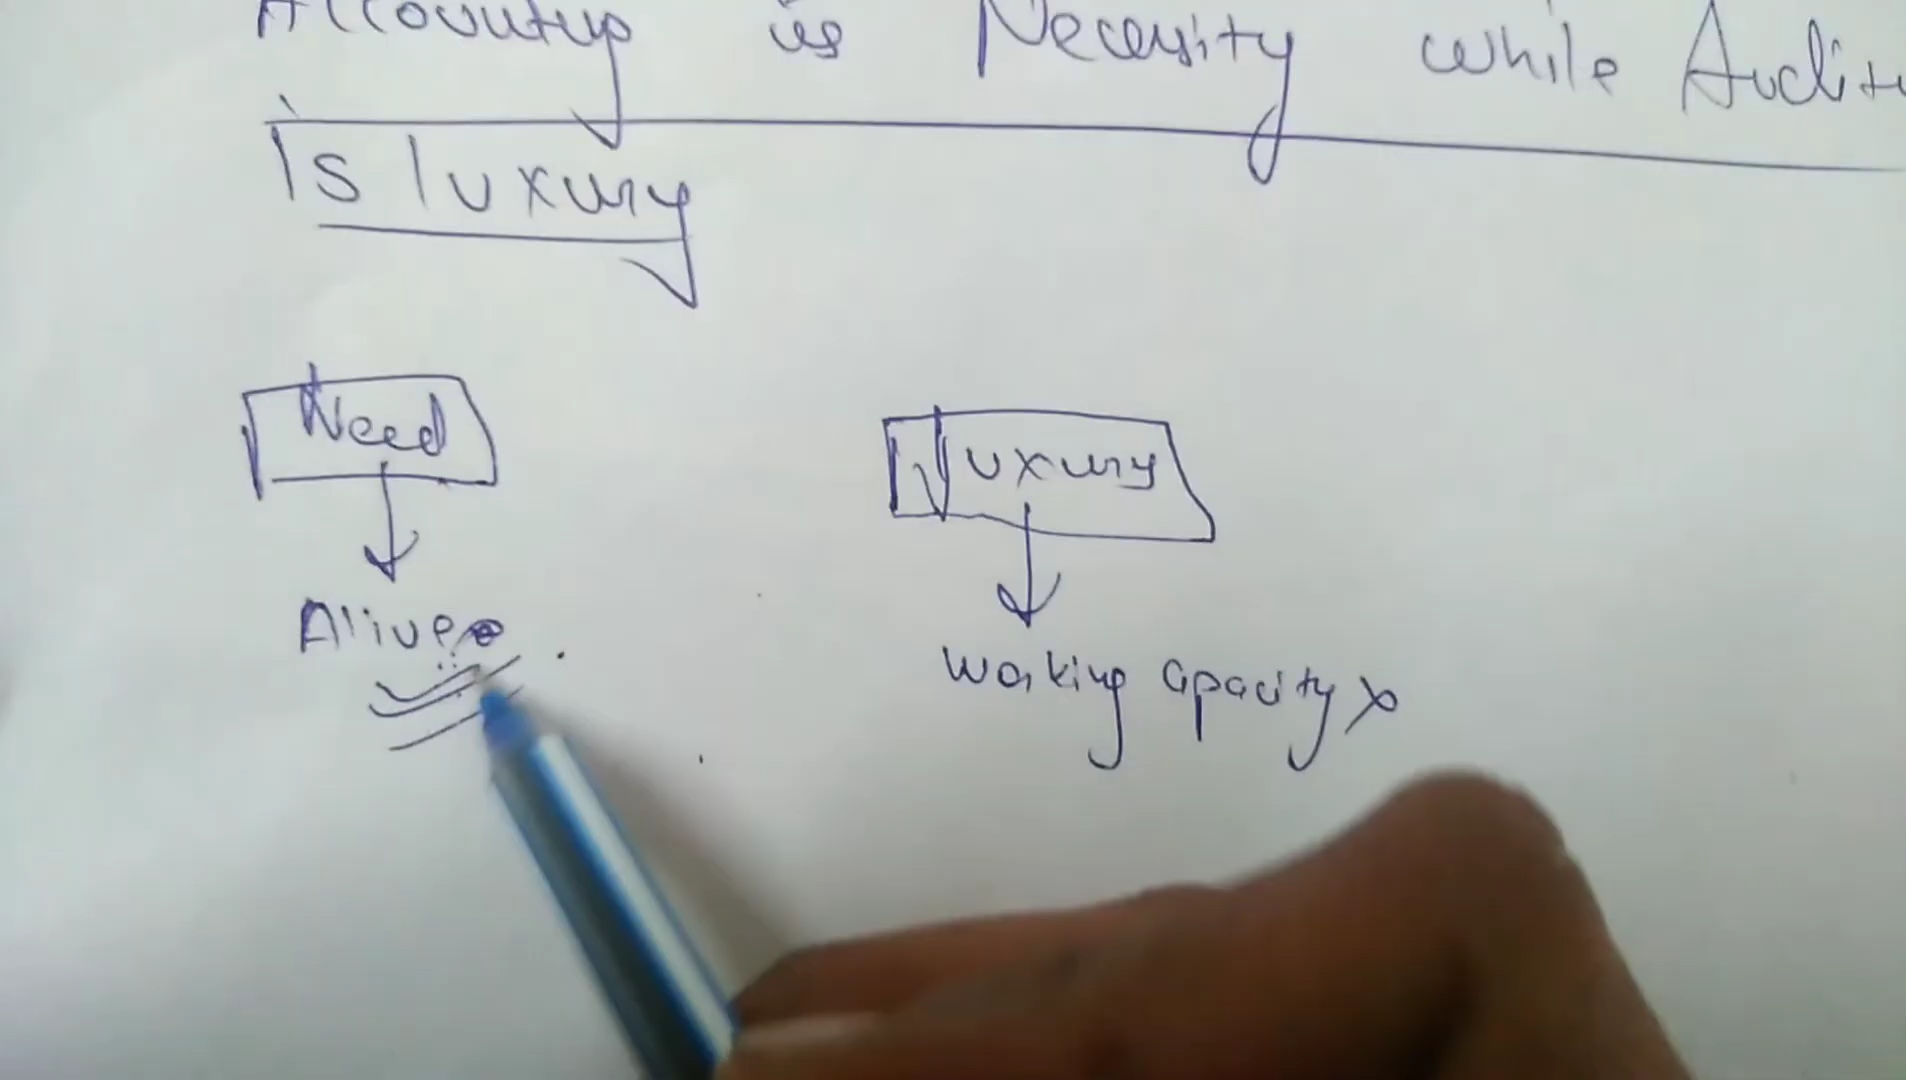 Accounting is Necessity while Audit
is luxury
Need
Luxury
Alive
Working Capacity